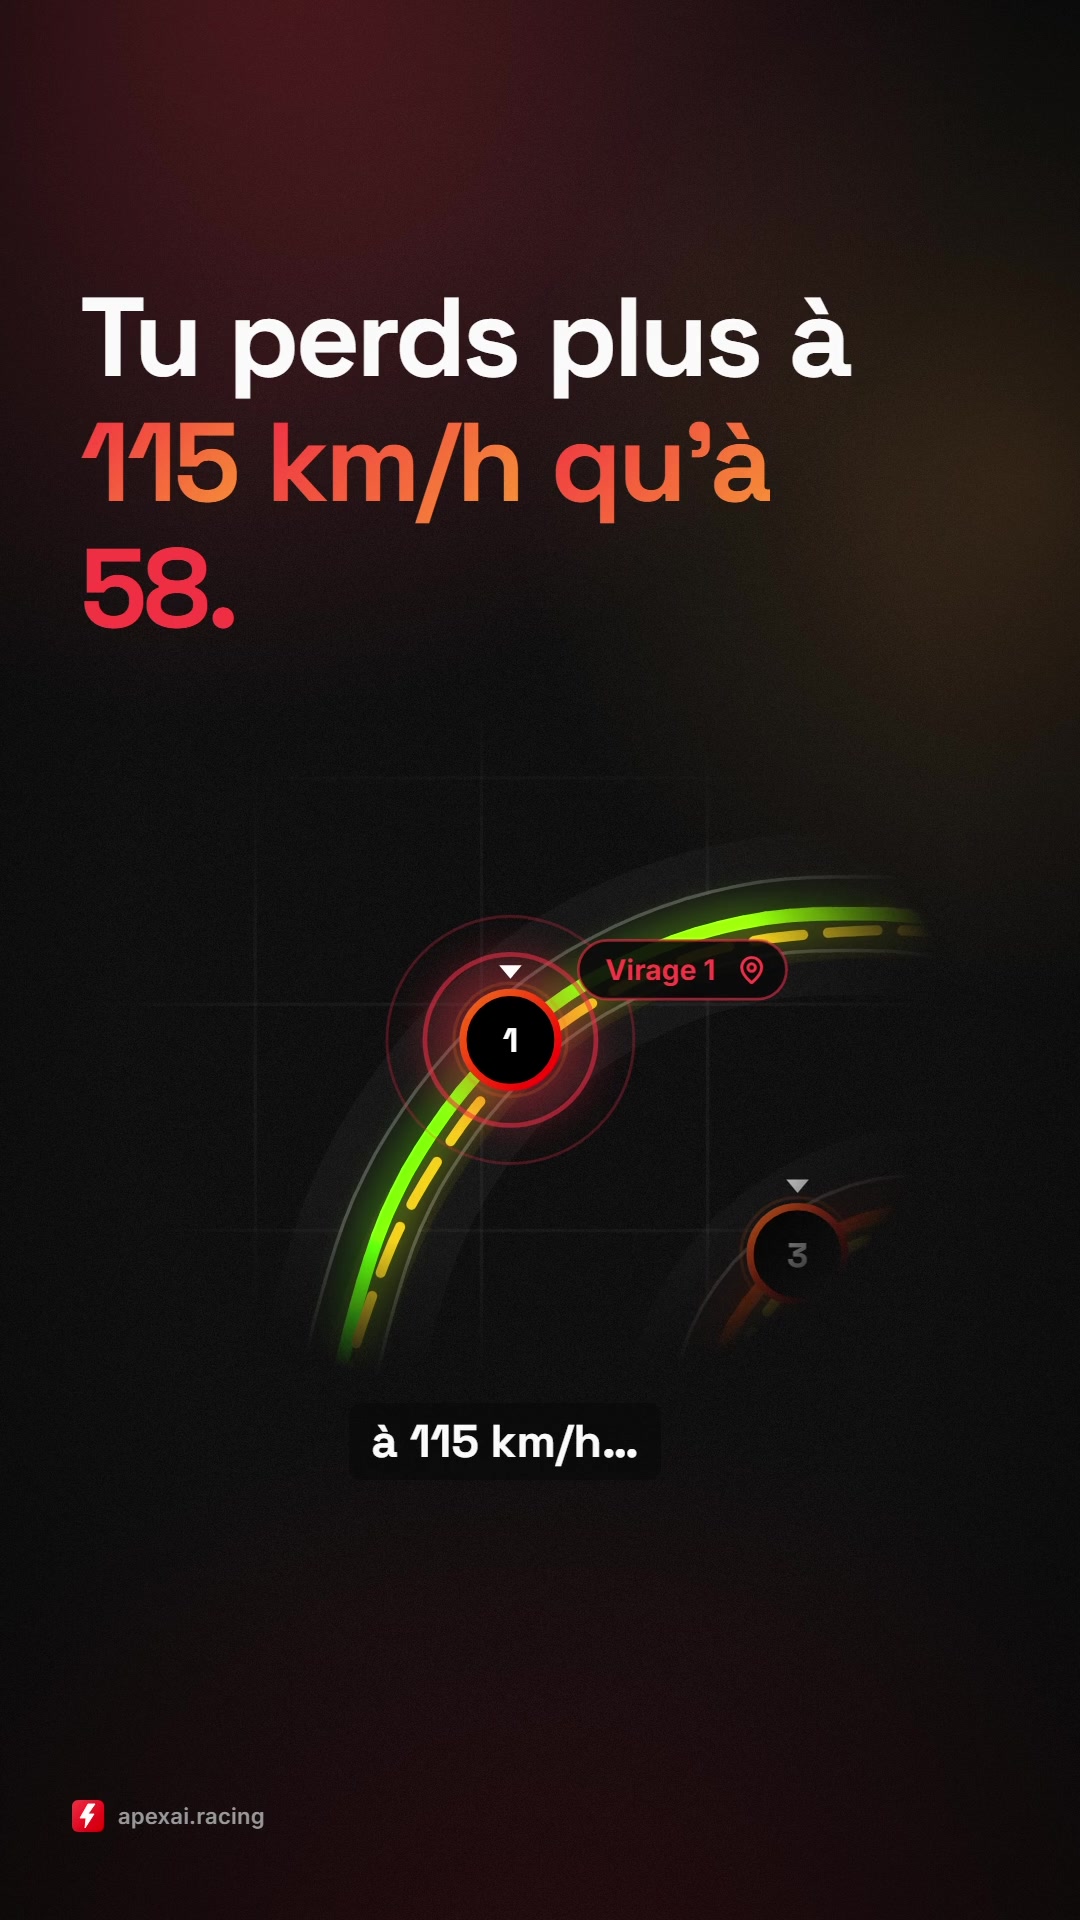 Tu perds plus à
115 km/h qu’à
58.
Virage 1
1
3
à 115 km/h...
apexai.racing